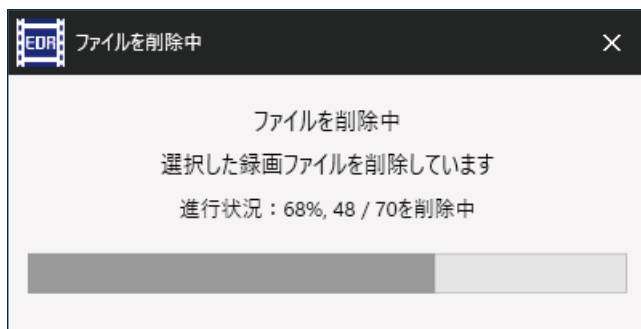 EDR ファイルを削除中
ファイルを削除中
選択した録画ファイルを削除しています
進行状況：68%, 48 / 70を削除中